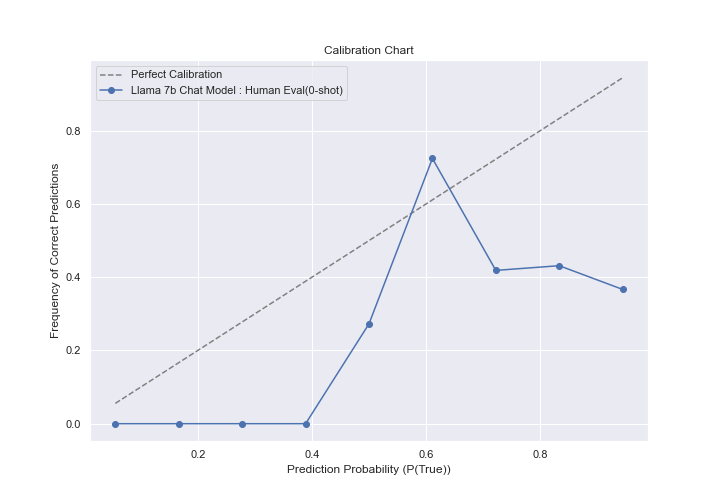 Calibration Chart
Perfect Calibration
Llama 7b Chat Model : Human Eval(0-shot)
Frequency of Correct Predictions
0.8
0.6
0.4
0.2
0.0
0.2
0.4
0.6
0.8
Prediction Probability (P(True))